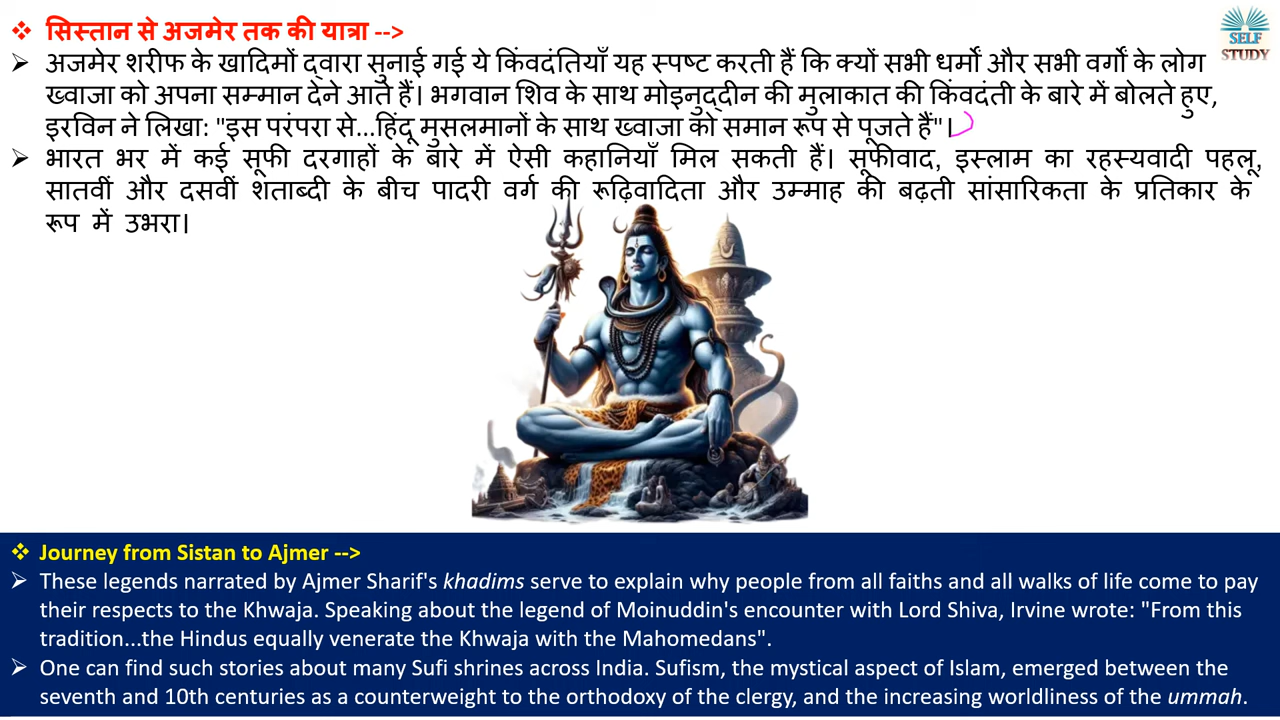 ❖ सिस्तान से अजमेर तक की यात्रा -->
SELF
STUDY
➢ अजमेर शरीफ के खादिमों द्वारा सुनाई गई ये किंवदंतियाँ यह स्पष्ट करती हैं कि क्यों सभी धर्मों और सभी वर्गों के लोग
ख्वाजा को अपना सम्मान देने आते हैं। भगवान शिव के साथ मोइनुद्दीन की मुलाकात की किंवदंती के बारे में बोलते हुए,
इरविन ने लिखा: "इस परंपरा से...हिंदू मुसलमानों के साथ ख्वाजा को समान रूप से पूजते हैं"।
➢ भारत भर में कई सूफी दरगाहों के बारे में ऐसी कहानियाँ मिल सकती हैं। सूफीवाद, इस्लाम का रहस्यवादी पहलू,
सातवीं और दसवीं शताब्दी के बीच पादरी वर्ग की रूढ़िवादिता और उम्माह की बढ़ती सांसारिकता के प्रतिकार के
रूप में उभरा।
❖ Journey from Sistan to Ajmer -->
➢ These legends narrated by Ajmer Sharif's khadims serve to explain why people from all faiths and all walks of life come to pay
their respects to the Khwaja. Speaking about the legend of Moinuddin's encounter with Lord Shiva, Irvine wrote: "From this
tradition...the Hindus equally venerate the Khwaja with the Mahomedans".
➢ One can find such stories about many Sufi shrines across India. Sufism, the mystical aspect of Islam, emerged between the
seventh and 10th centuries as a counterweight to the orthodoxy of the clergy, and the increasing worldliness of the ummah.